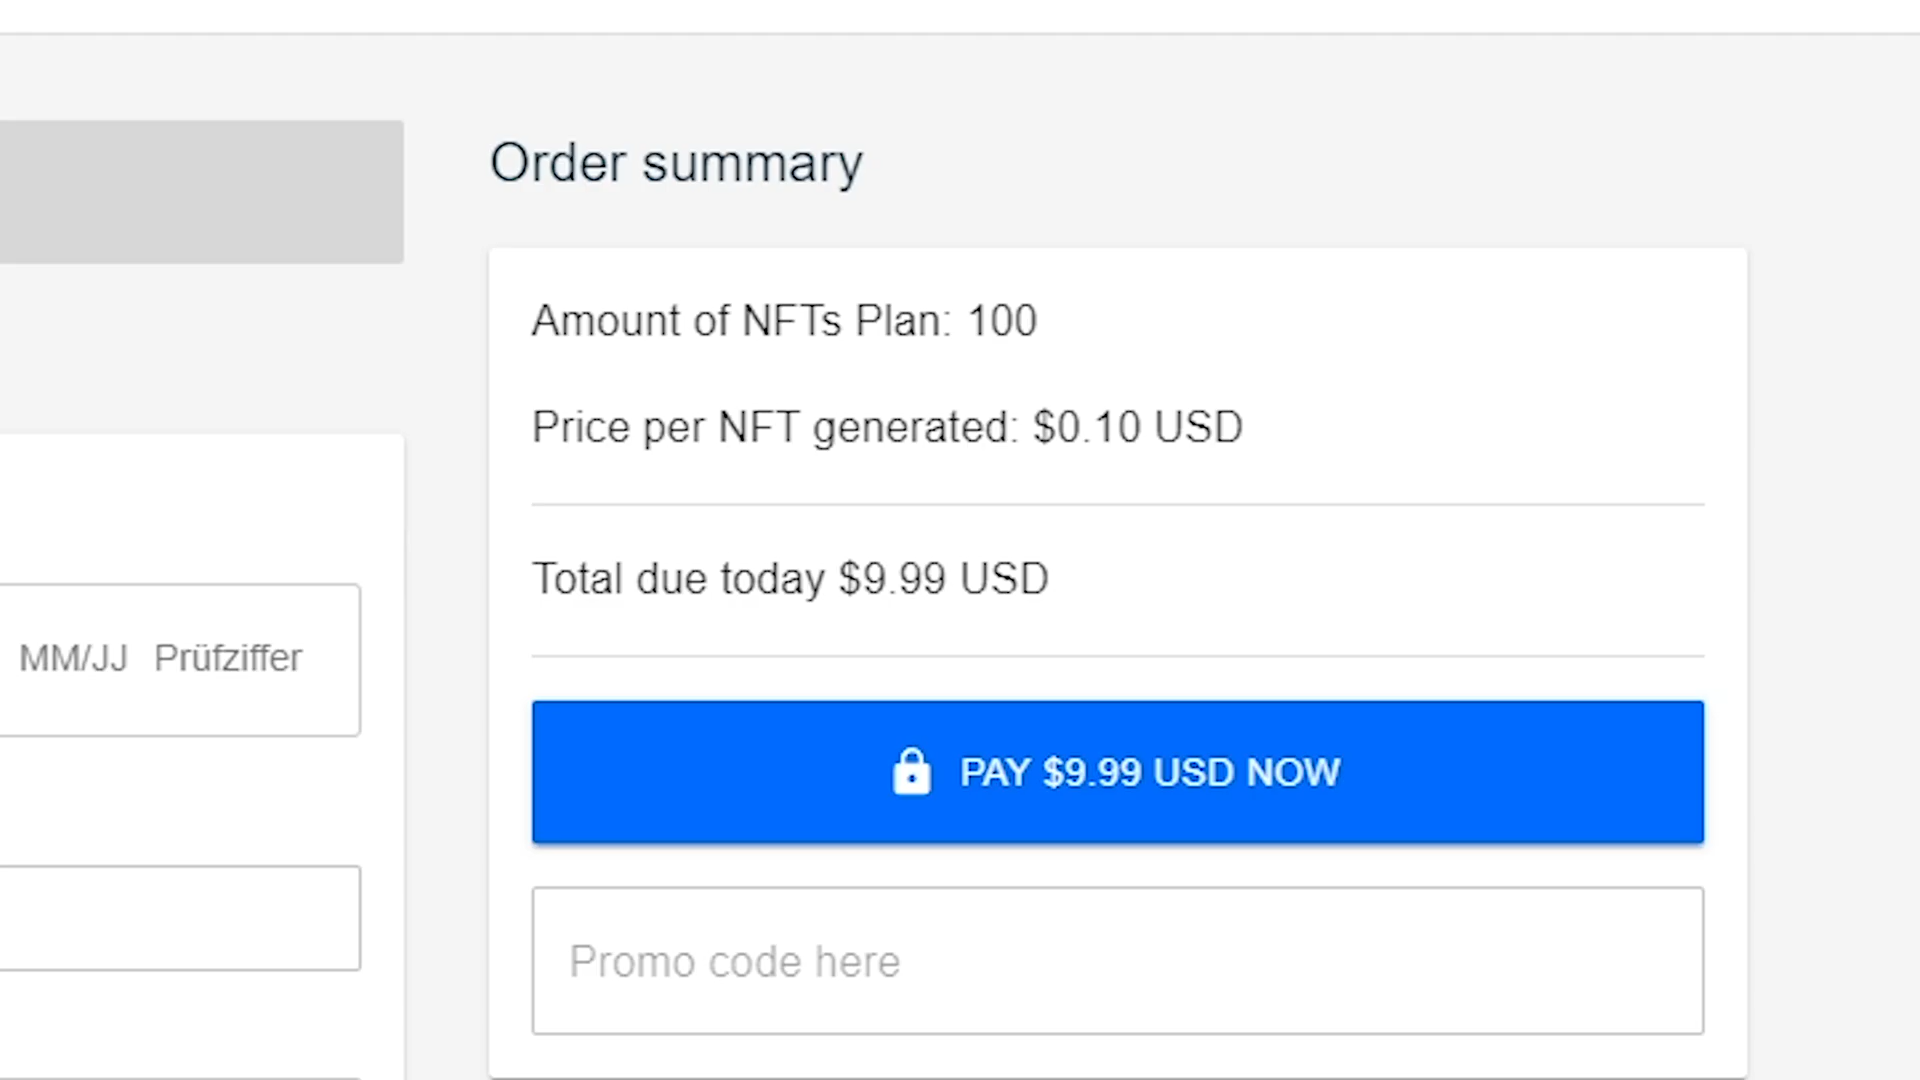 Order summary
Amount of NFTs Plan: 100
Price per NFT generated: $0.10 USD
Total due today $9.99 USD
MM/JJ Prüfziffer
PAY $9.99 USD NOW
Promo code here